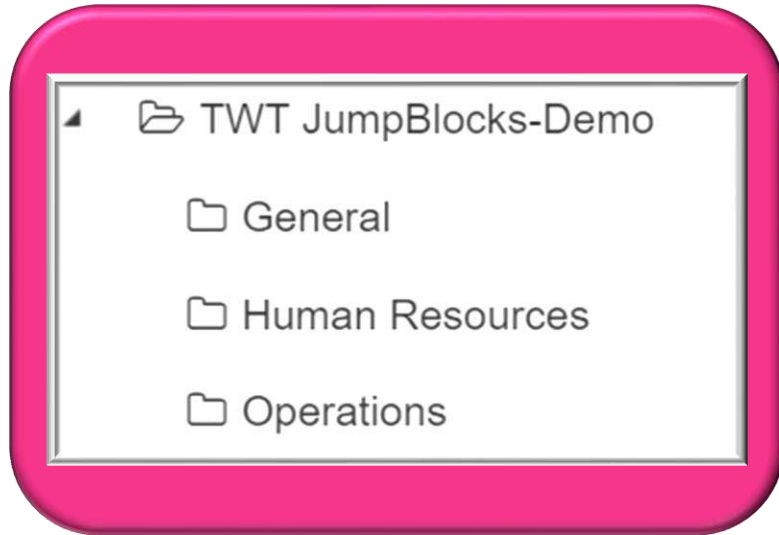 TWT JumpBlocks-Demo
General
Human Resources
Operations